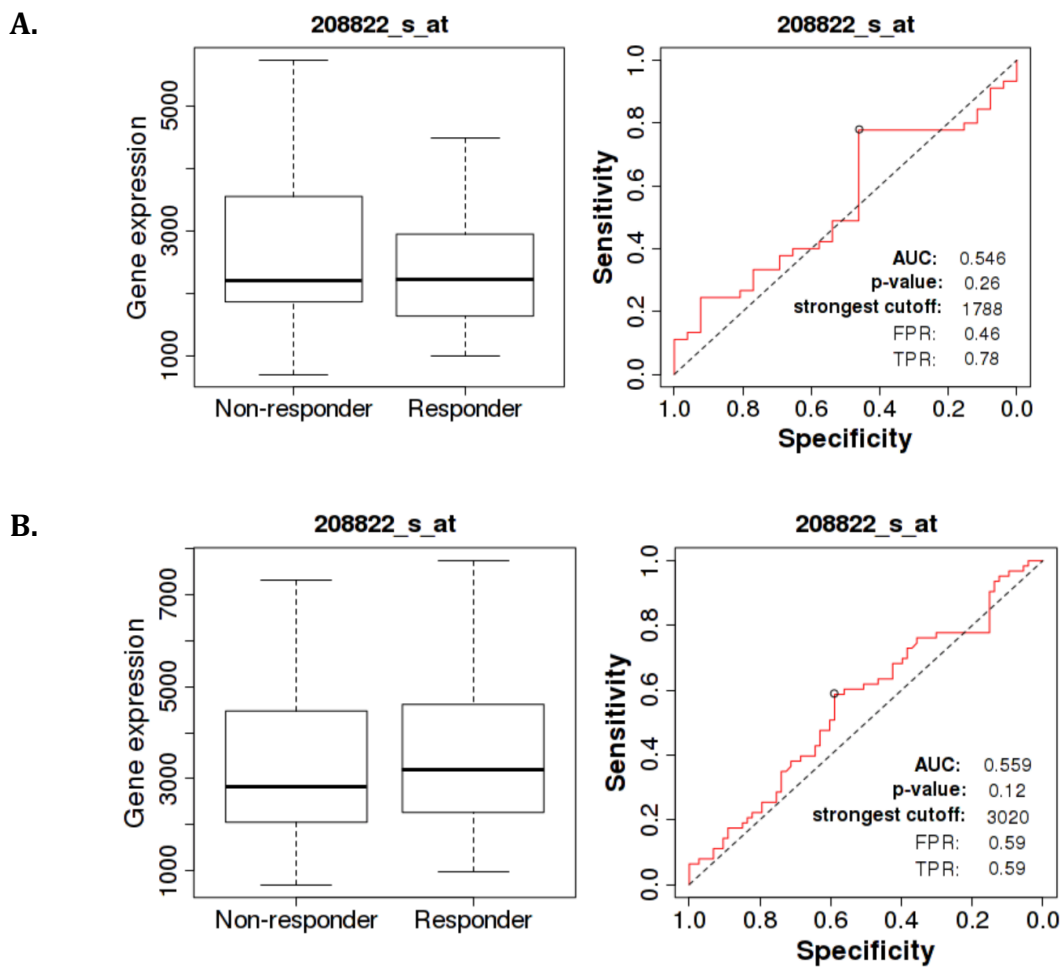 A.
208822_s_at
208822_s_at
Gene expression
1000
3000
5000
Non-responder
Responder
Sensitivity
0.0
0.2
0.4
0.6
0.8
1.0
AUC: 0.546
p-value: 0.26
strongest cutoff: 1788
FPR: 0.46
TPR: 0.78
1.0 0.8 0.6 0.4 0.2 0.0
Specificity
B.
208822_s_at
208822_s_at
Gene expression
1000
3000
5000
7000
Non-responder
Responder
Sensitivity
0.0
0.2
0.4
0.6
0.8
1.0
AUC: 0.559
p-value: 0.12
strongest cutoff: 3020
FPR: 0.59
TPR: 0.59
1.0 0.8 0.6 0.4 0.2 0.0
Specificity